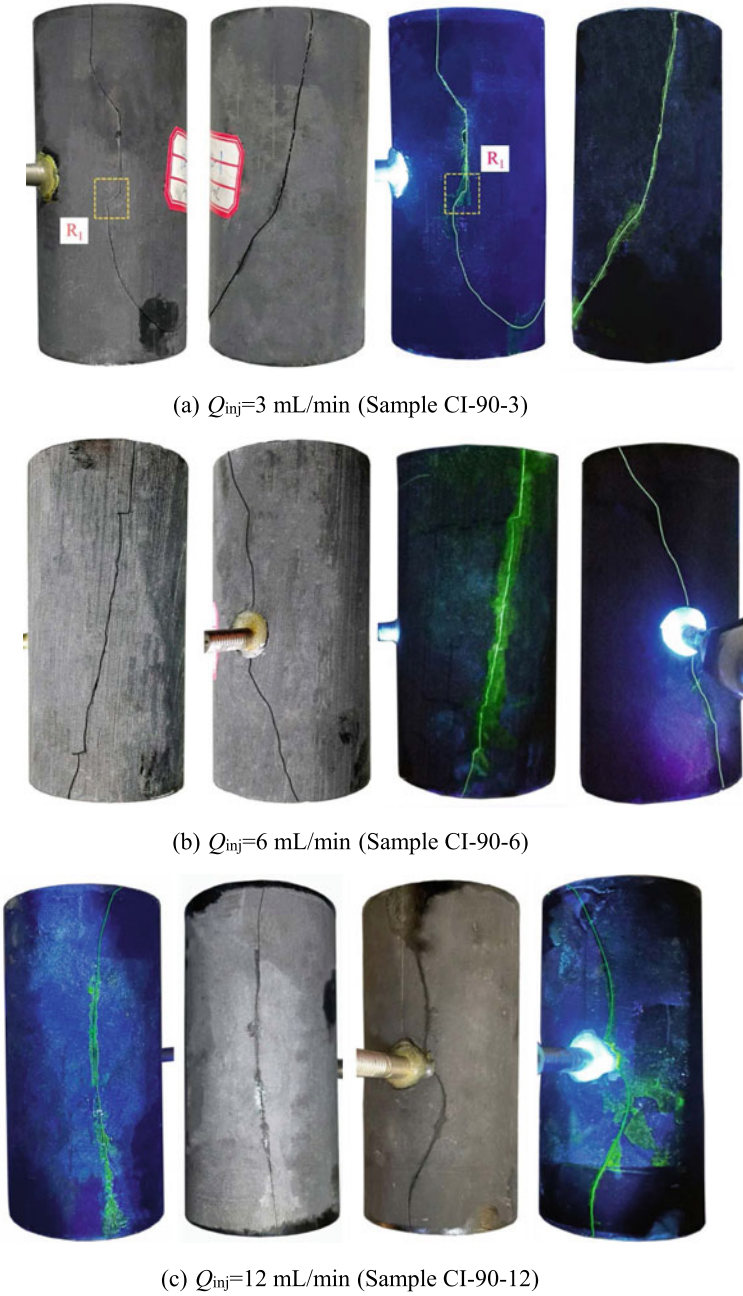 R₁
R₁
(a) Qinj=3 mL/min (Sample CI-90-3)
(b) Qinj=6 mL/min (Sample CI-90-6)
(c) Qinj=12 mL/min (Sample CI-90-12)